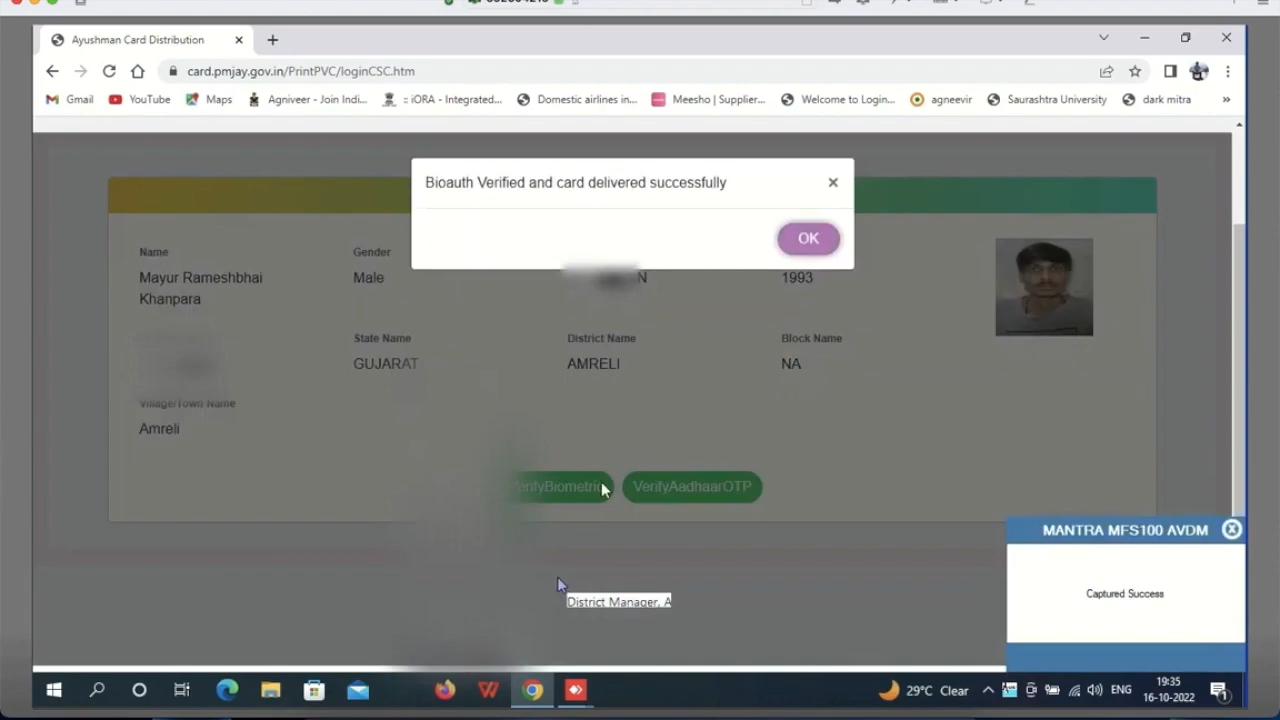 Ayushman Card Distribution
card.pmjay.gov.in/PrintPVC/loginCSC.htm
Gmail YouTube Maps Agniveer - Join Indi... :: iORA - Integrated... Domestic airlines in... Meesho | Supplier... Welcome to Login... agneevir Saurashtra University dark mitra »
Bioauth Verified and card delivered successfully ×
OK
Name Gender
Mayur Rameshbhai Khanpara Male N 1993
State Name District Name Block Name
GUJARAT AMRELI NA
Village/Town Name
Amreli
VerifyBiometric VerifyAadhaarOTP
MANTRA MFS100 AVDM
Captured Success
District Manager, A
29°C Clear ENG 19:35
16-10-2022
1